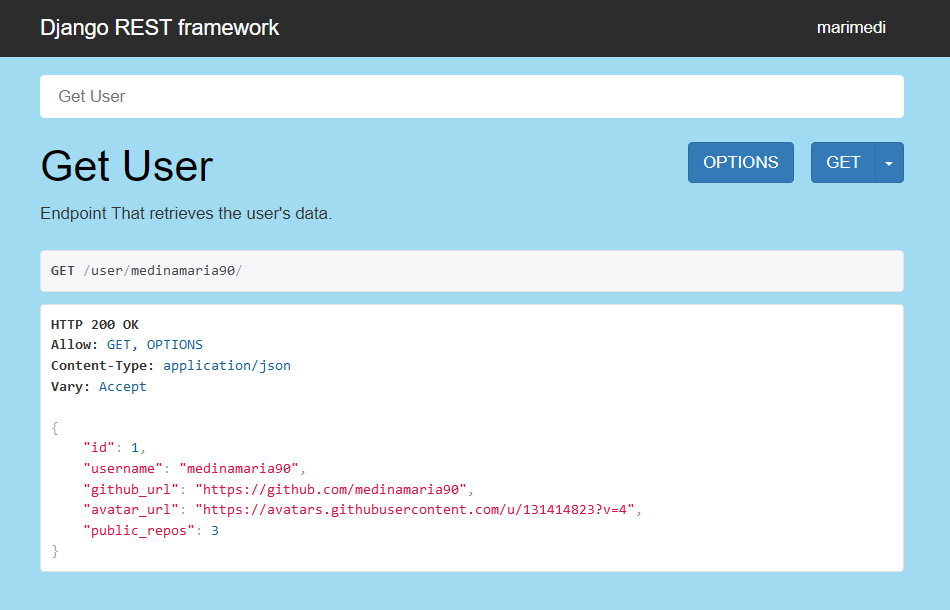 Django REST framework
marimedi
Get User
Get User
OPTIONS
GET
Endpoint That retrieves the user's data.
GET /user/medinamaria90/
HTTP 200 OK
Allow: GET, OPTIONS
Content-Type: application/json
Vary: Accept
{
    "id": 1,
    "username": "medinamaria90",
    "github_url": "https://github.com/medinamaria90",
    "avatar_url": "https://avatars.githubusercontent.com/u/131414823?v=4",
    "public_repos": 3
}